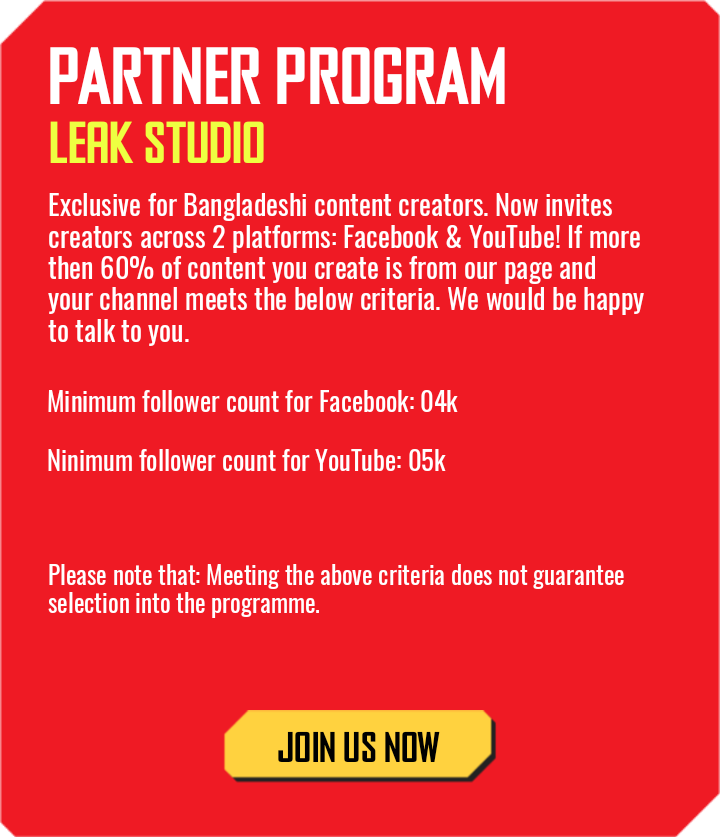 PARTNER PROGRAM
LEAK STUDIO
Exclusive for Bangladeshi content creators. Now invites
creators across 2 platforms: Facebook & YouTube! If more
then 60% of content you create is from our page and
your channel meets the below criteria. We would be happy
to talk to you.
Minimum follower count for Facebook: 04k
Ninimum follower count for YouTube: 05k
Please note that: Meeting the above criteria does not guarantee
selection into the programme.
JOIN US NOW